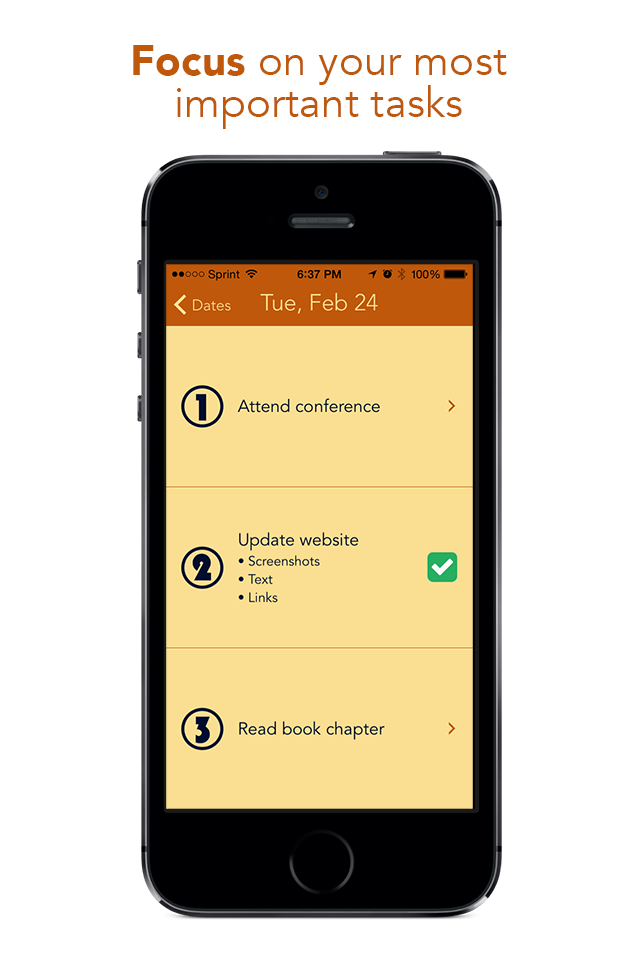 Focus on your most
important tasks
Sprint 6:37 PM 100%
Dates Tue, Feb 24
1 Attend conference
Update website
2
• Screenshots
• Text
• Links
3 Read book chapter